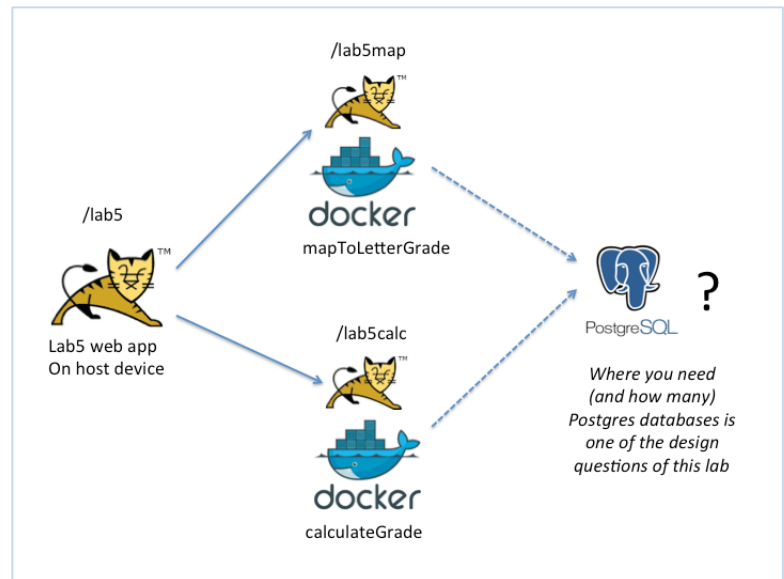 /lab5map
TM
docker
mapToLetterGrade
/lab5
TM
Lab5 web app
On host device
/lab5calc
TM
docker
calculateGrade
?
PostgreSQL
Where you need
(and how many)
Postgres databases is
one of the design
questions of this lab